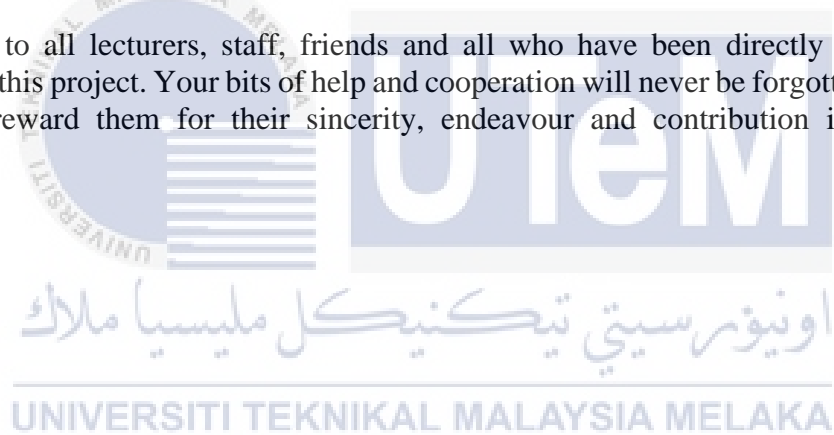 to all lecturers, staff, friends and all who have been directly
this project. Your bits of help and cooperation will never be
reward them for their sincerity, endeavour and contribution
UTeM
اونيۏرسيتي تيكنيكل مليسيا ملاك
UNIVERSITI TEKNIKAL MALAYSIA MELAKA